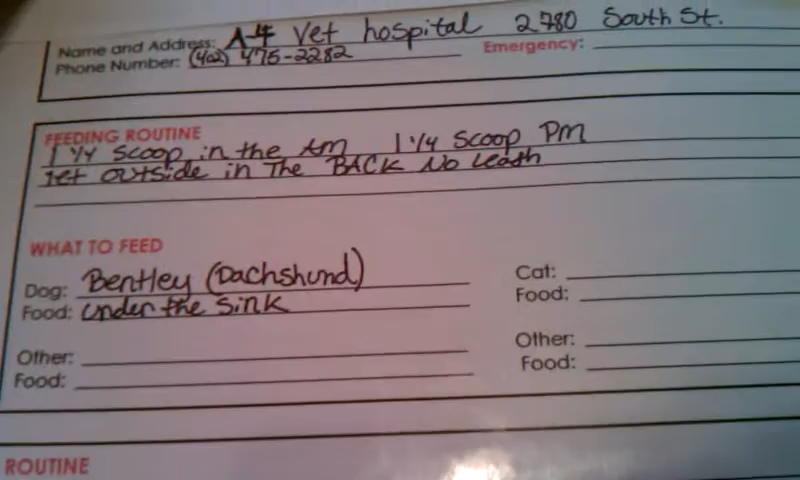 Name and Address: A-4 Vet hospital 2780 South St.
Phone Number: (402) 475-2282 Emergency:
FEEDING ROUTINE
1 1/4 scoop in the Am 1 1/4 Scoop Pm
let outside in The BACK No Leash
WHAT TO FEED
Dog: Bentley (Dachshund)
Food: under the sink
Cat:
Food:
Other:
Food:
Other:
Food:
ROUTINE